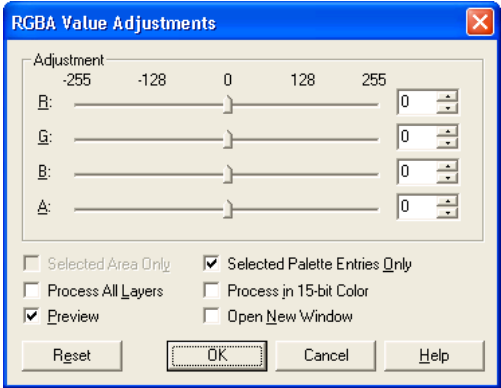 RGBA Value Adjustments
Adjustment
-255 -128 0 128 255
R: 0
G: 0
B: 0
A: 0
Selected Area Only Selected Palette Entries Only
Process All Layers Process in 15-bit Color
Preview Open New Window
Reset OK Cancel Help